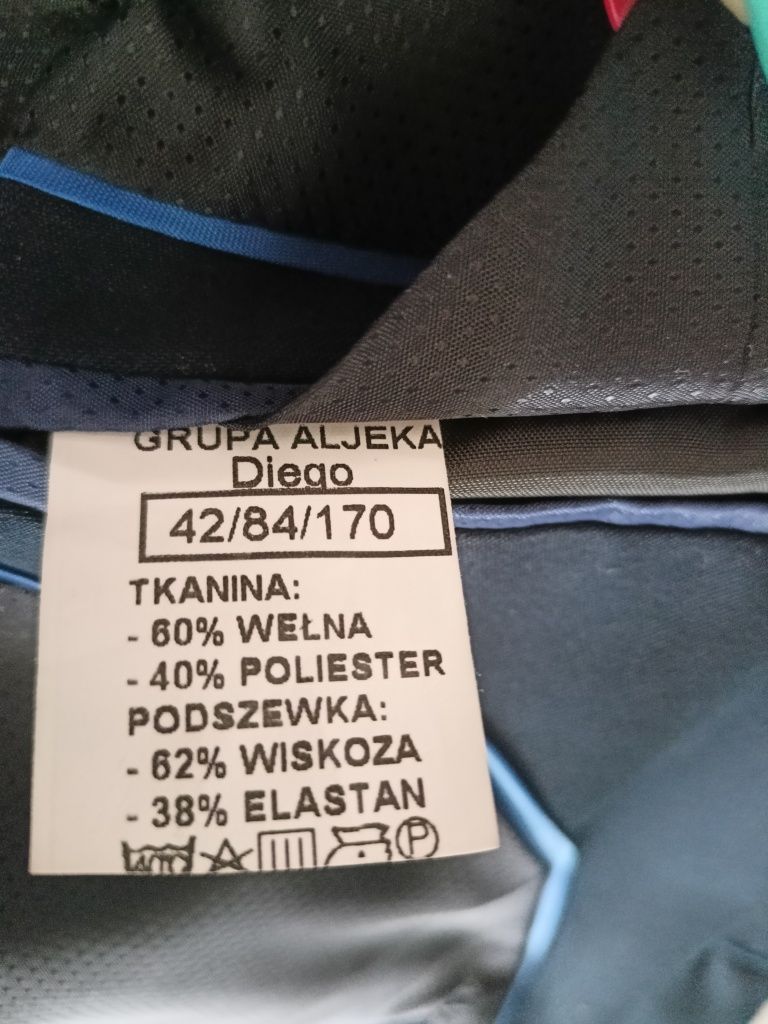 GRUPA ALJEKA
Diego
42/84/170
TKANINA:
- 60% WEŁNA
- 40% POLIESTER
PODSZEWKA:
- 62% WISKOZA
- 38% ELASTAN
P